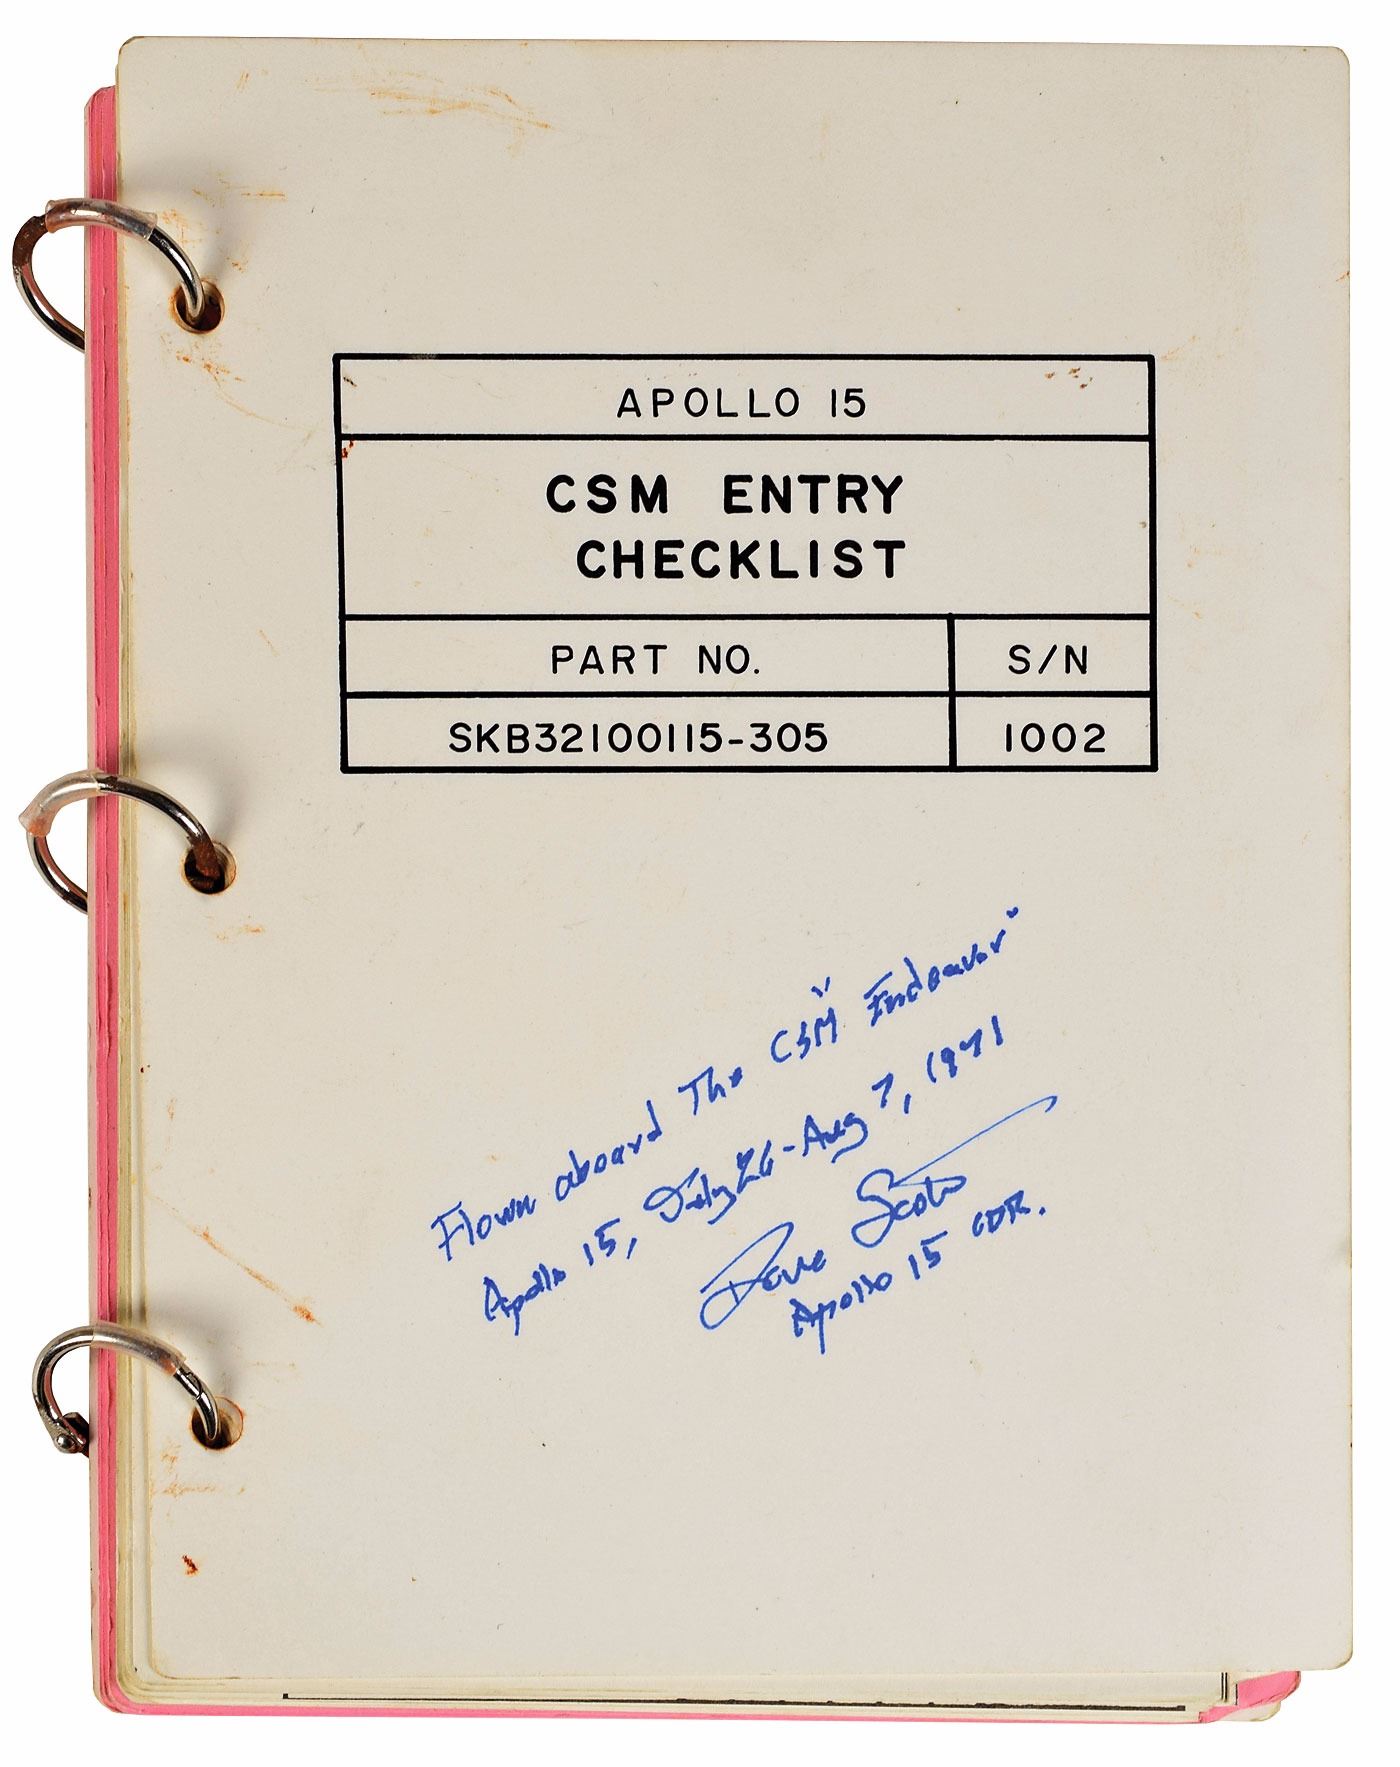 APOLLO 15
CSM ENTRY
CHECKLIST
PART NO. S/N
SKB32100115-305 1002
Flown aboard The CSM "Endeavor"
Apollo 15, July 26-Aug 7, 1971
Dave Scott
Apollo 15 CDR.